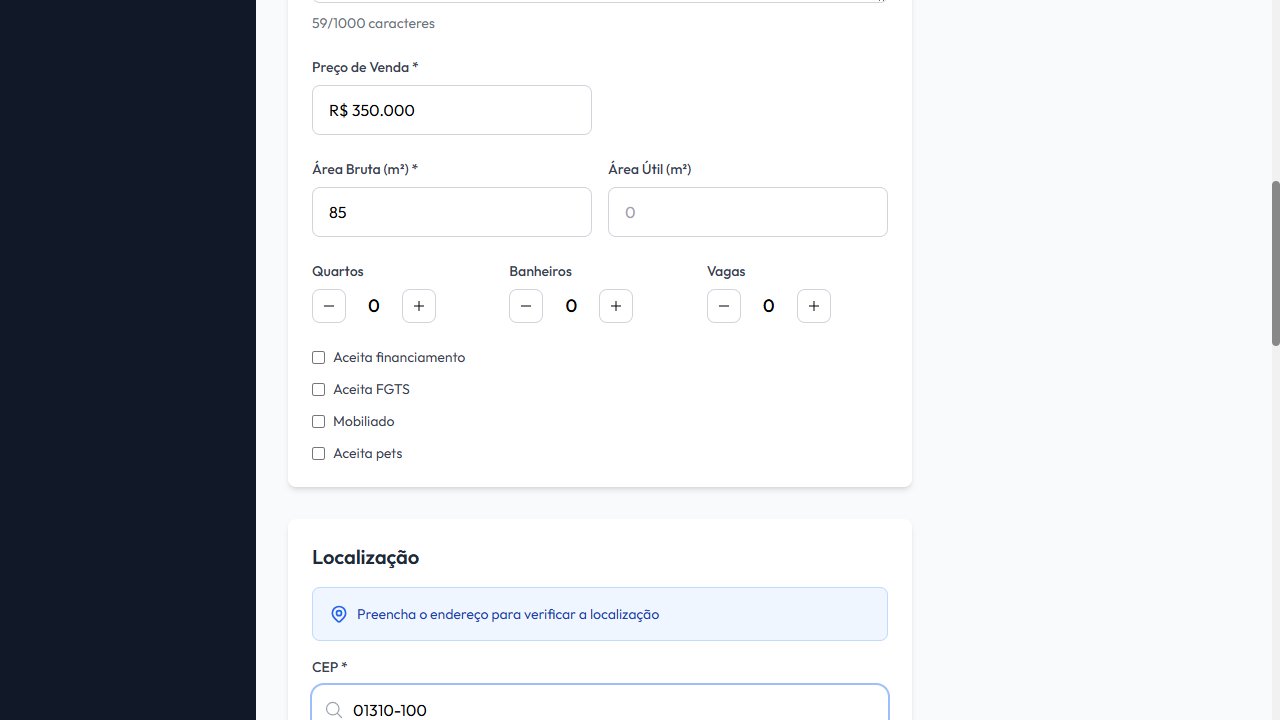 59/1000 caracteres
Preço de Venda *
R$ 350.000
Área Bruta (m²) * Área Útil (m²)
85 0
Quartos Banheiros Vagas
− 0 + − 0 + − 0 +
Aceita financiamento
Aceita FGTS
Mobiliado
Aceita pets
Localização
Preencha o endereço para verificar a localização
CEP *
01310-100